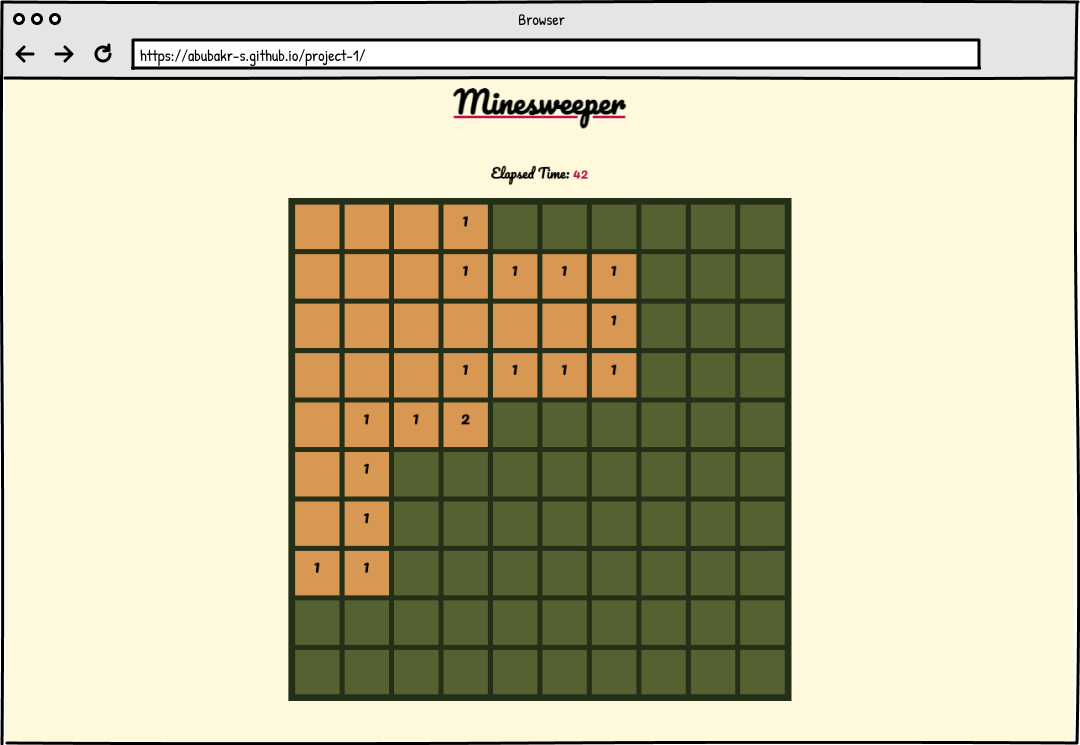 Browser
https://abubakr-s.github.io/project-1/
Minesweeper
Elapsed Time: 42
1
1 1 1 1
1
1 1 1 1
1 1 2
1
1
1 1